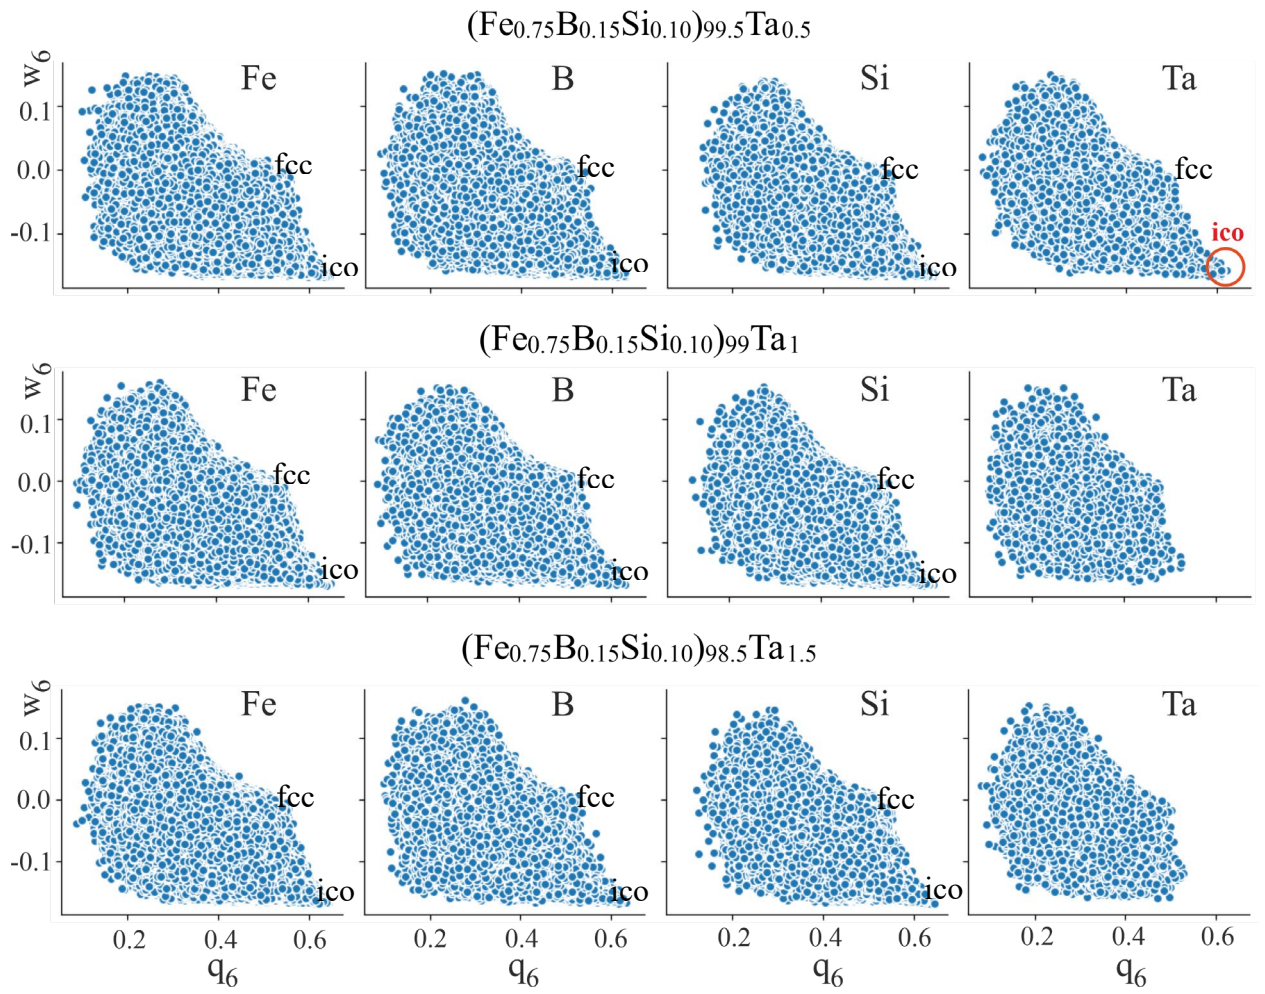 (Fe0.75B0.15Si0.10)99.5Ta0.5
w6 Fe B Si Ta
0.1
0.0 fcc fcc fcc fcc
-0.1 ico
ico ico ico
(Fe0.75B0.15Si0.10)99Ta1
w6 Fe B Si Ta
0.1
0.0 fcc fcc fcc
-0.1
ico ico ico
(Fe0.75B0.15Si0.10)98.5Ta1.5
w6 Fe B Si Ta
0.1
0.0 fcc fcc fcc
-0.1
ico ico ico
0.2 0.4 0.6 0.2 0.4 0.6 0.2 0.4 0.6 0.2 0.4 0.6
q6 q6 q6 q6